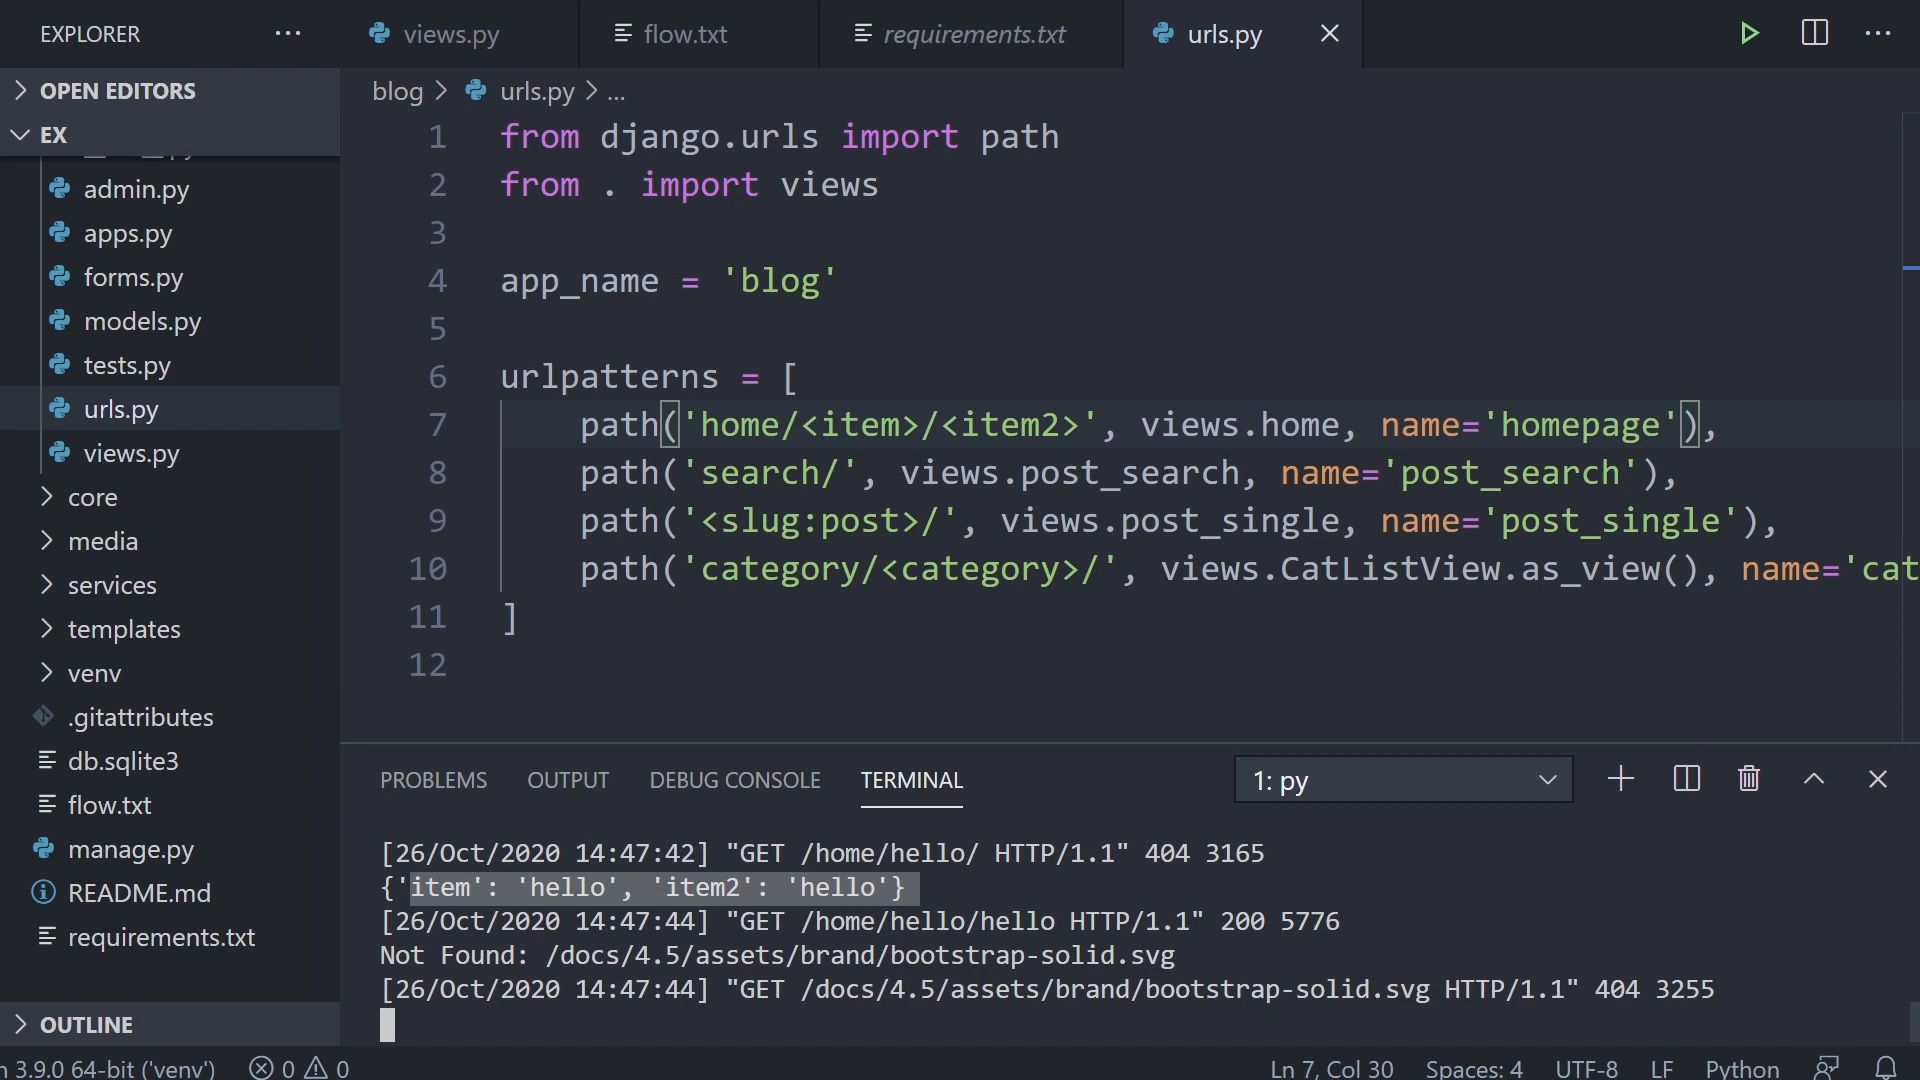 EXPLORER
OPEN EDITORS
EX
admin.py
apps.py
forms.py
models.py
tests.py
urls.py
views.py
core
media
services
templates
venv
.gitattributes
db.sqlite3
flow.txt
manage.py
README.md
requirements.txt
OUTLINE
views.py flow.txt requirements.txt urls.py
blog > urls.py > ...
1 from django.urls import path
2 from . import views
3
4 app_name = 'blog'
5
6 urlpatterns = [
7 path('home/<item>/<item2>', views.home, name='homepage'),
8 path('search/', views.post_search, name='post_search'),
9 path('<slug:post>/', views.post_single, name='post_single'),
10 path('category/<category>/', views.CatListView.as_view(), name='cat
11 ]
12
PROBLEMS OUTPUT DEBUG CONSOLE TERMINAL 1: py
[26/Oct/2020 14:47:42] "GET /home/hello/ HTTP/1.1" 404 3165
{'item': 'hello', 'item2': 'hello'}
[26/Oct/2020 14:47:44] "GET /home/hello/hello HTTP/1.1" 200 5776
Not Found: /docs/4.5/assets/brand/bootstrap-solid.svg
[26/Oct/2020 14:47:44] "GET /docs/4.5/assets/brand/bootstrap-solid.svg HTTP/1.1" 404 3255
n 3.9.0 64-bit ('venv') 0 0 Ln 7, Col 30 Spaces: 4 UTF-8 LF Python